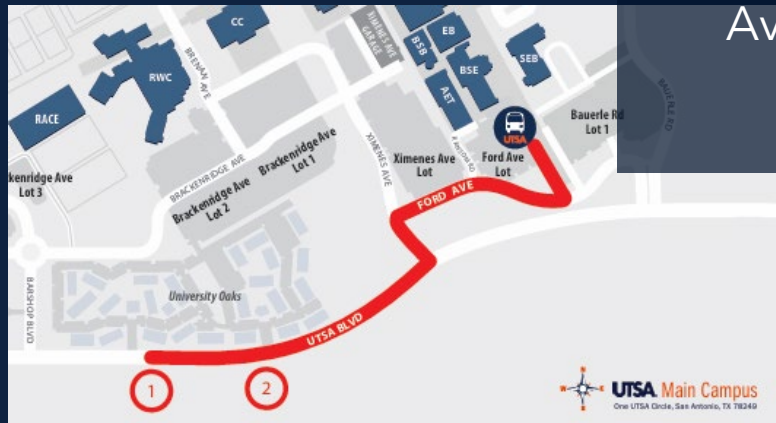 Av
CC
XIMENES AVE
GARAGE
EB
BSB
BSE
SEB
AET
RWC
RACE
BRENAN AVE
BRACKENRIDGE AVE
Brackenridge Ave
Lot 1
Brackenridge Ave
Lot 2
kenridge Ave
Lot 3
XIMENES AVE
Ximenes Ave
Lot
Ford Ave
Lot
UTSA
Bauerle Rd
Lot 1
BAUERLE RD
FORD AVE
BARSHOP BLVD
University Oaks
UTSA BLVD
1
2
N
W
E
S
UTSA Main Campus
One UTSA Circle, San Antonio, TX 78249